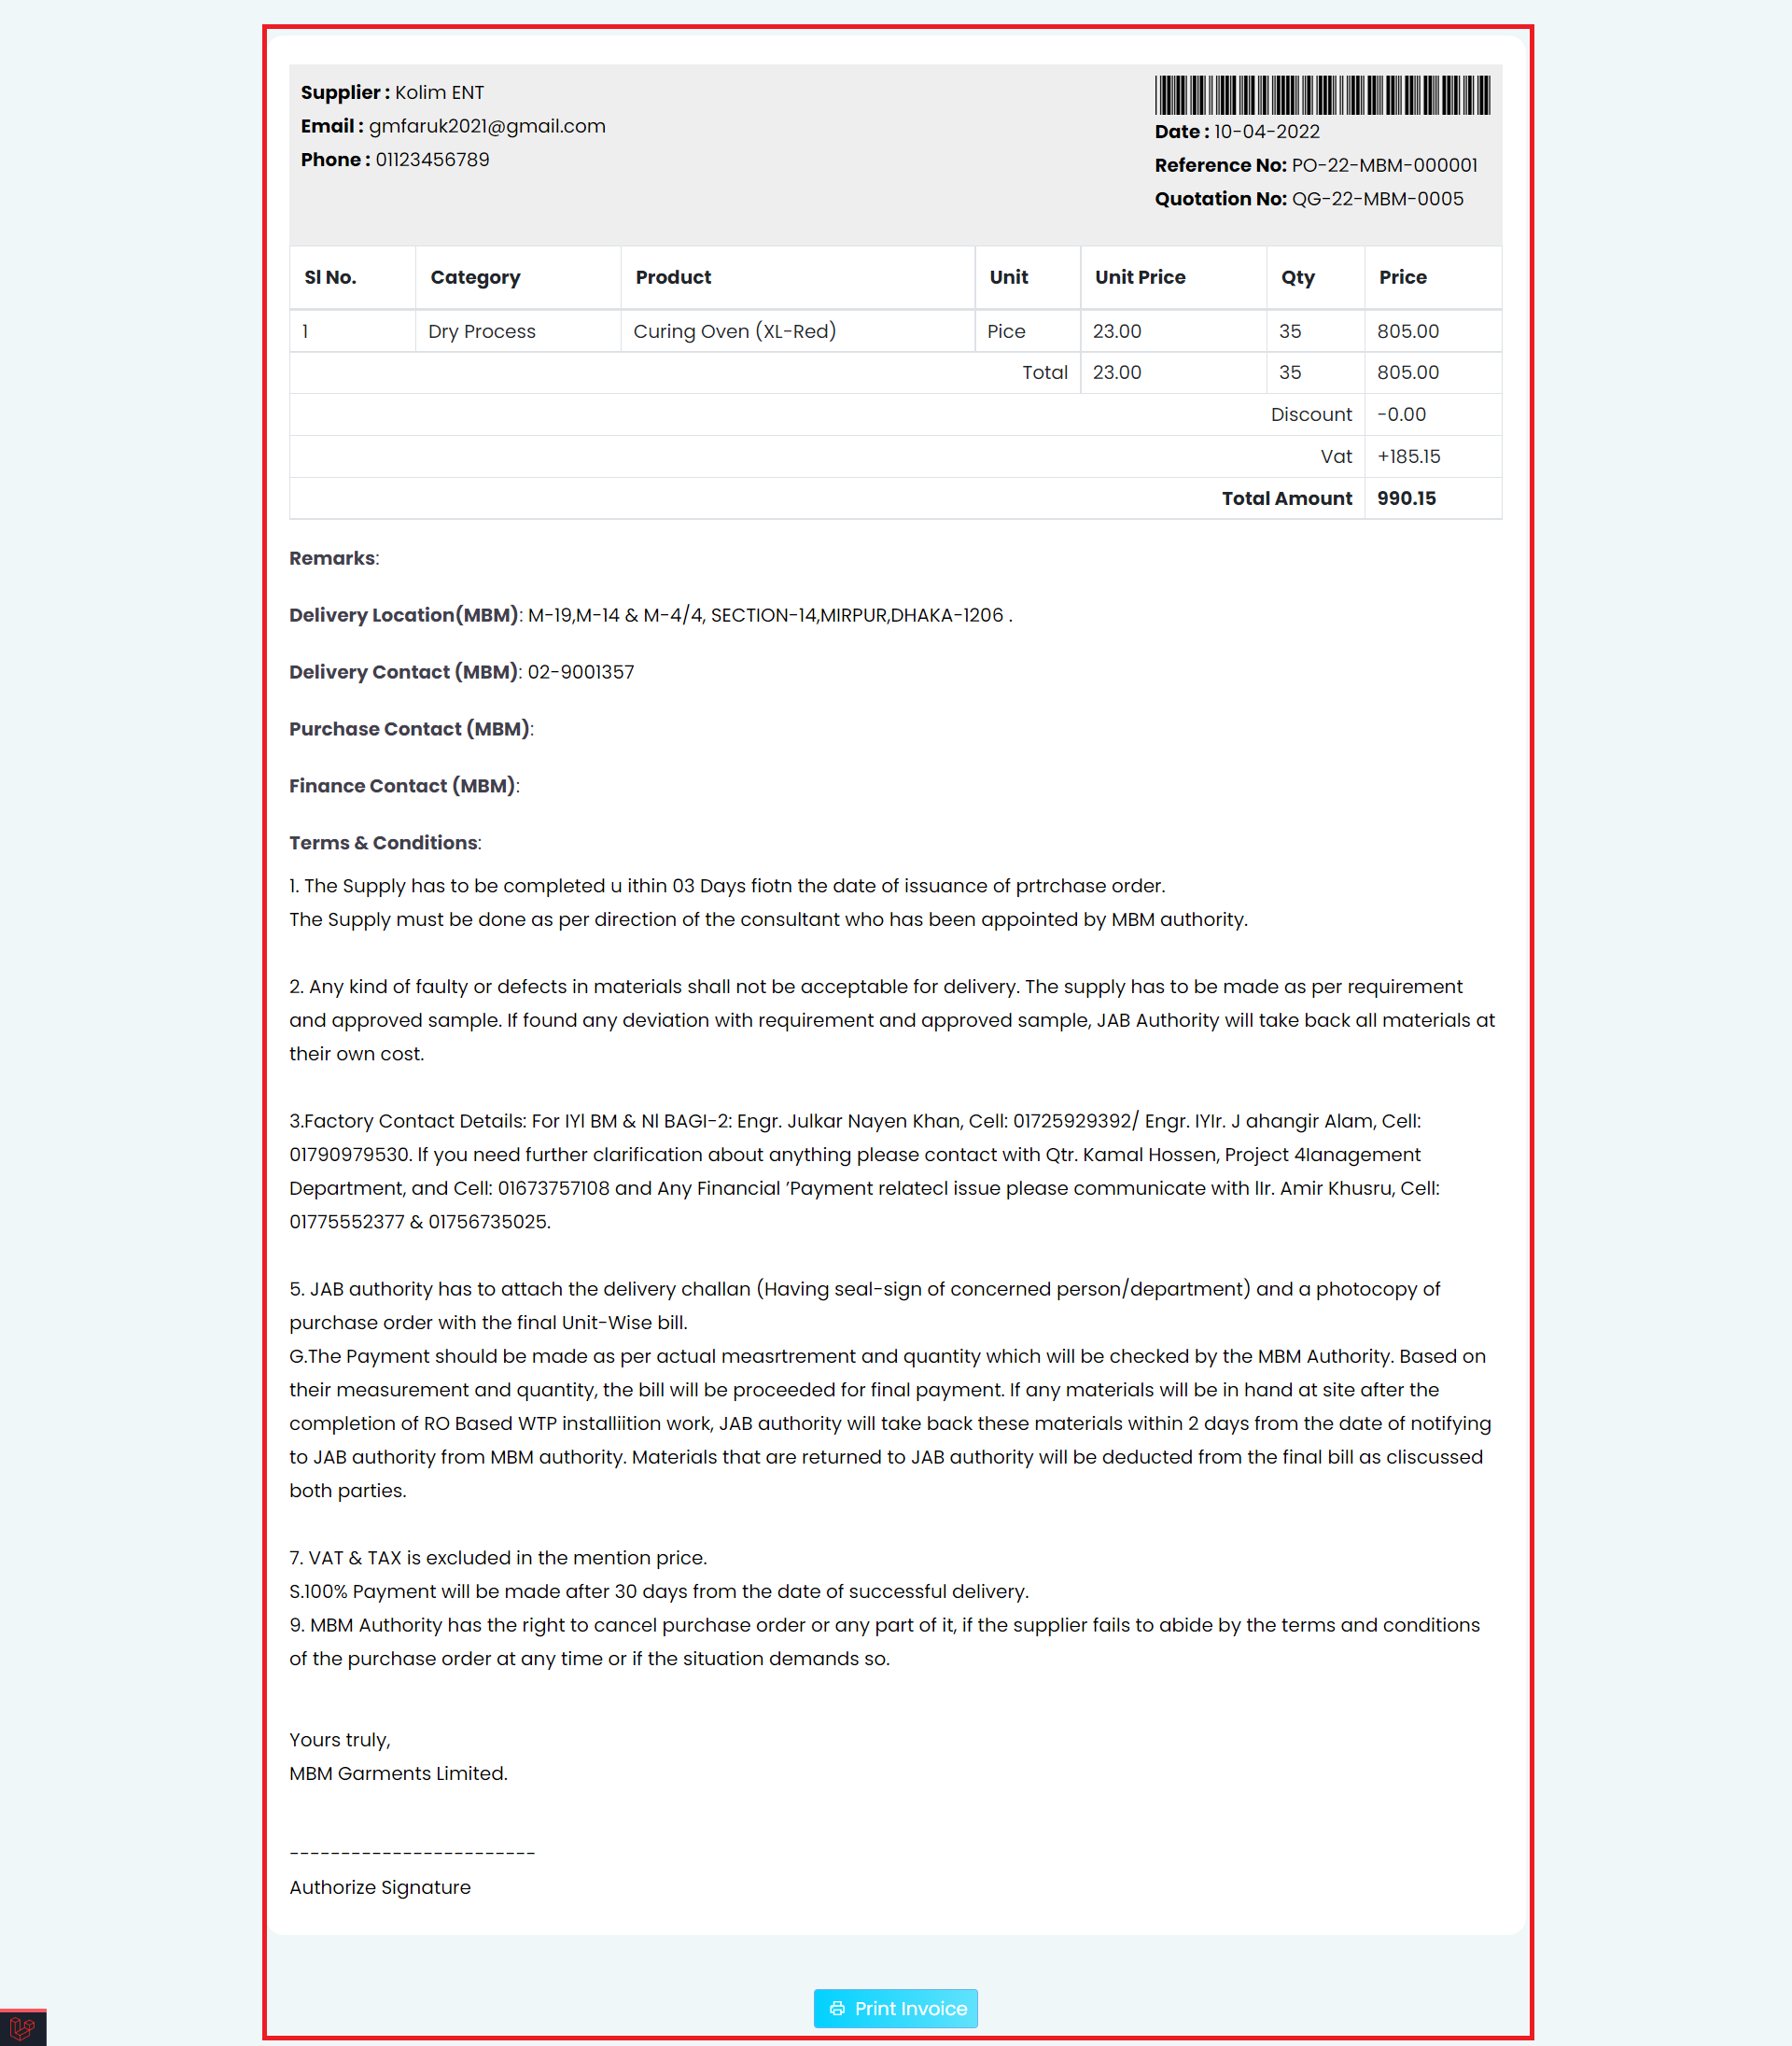 Supplier : Kolim ENT
Email : gmfaruk2021@gmail.com
Phone : 01123456789
Date : 10-04-2022
Reference No: PO-22-MBM-000001
Quotation No: QG-22-MBM-0005
Sl No. Category Product Unit Unit Price Qty Price
1 Dry Process Curing Oven (XL-Red) Pice 23.00 35 805.00
Total 23.00 35 805.00
Discount -0.00
Vat +185.15
Total Amount 990.15
Remarks:
Delivery Location(MBM): M-19,M-14 & M-4/4, SECTION-14,MIRPUR,DHAKA-1206 .
Delivery Contact (MBM): 02-9001357
Purchase Contact (MBM):
Finance Contact (MBM):
Terms & Conditions:
1. The Supply has to be completed u ithin 03 Days fiotn the date of issuance of prtrchase order.
The Supply must be done as per direction of the consultant who has been appointed by MBM authority.
2. Any kind of faulty or defects in materials shall not be acceptable for delivery. The supply has to be made as per requirement
and approved sample. If found any deviation with requirement and approved sample, JAB Authority will take back all materials at
their own cost.
3.Factory Contact Details: For IYl BM & Nl BAGI-2: Engr. Julkar Nayen Khan, Cell: 01725929392/ Engr. IYIr. J ahangir Alam, Cell:
01790979530. lf you need further clarification about anything please contact with Qtr. Kamal Hossen, Project 4lanagement
Department, and Cell: 01673757108 and Any Financial ‘Payment relatecl issue please communicate with llr. Amir Khusru, Cell:
01775552377 & 01756735025.
5. JAB authority has to attach the delivery challan (Having seal-sign of concerned person/department) and a photocopy of
purchase order with the final Unit-Wise bill.
G.The Payment should be made as per actual measrtrement and quantity which will be checked by the MBM Authority. Based on
their measurement and quantity, the bill will be proceeded for final payment. If any materials will be in hand at site after the
completion of RO Based WTP installiition work, JAB authority will take back these materials within 2 days from the date of notifying
to JAB authority from MBM authority. Materials that are returned to JAB authority will be deducted from the final bill as cliscussed
both parties.
7. VAT & TAX is excluded in the mention price.
S.100% Payment will be made after 30 days from the date of successful delivery.
9. MBM Authority has the right to cancel purchase order or any part of it, if the supplier fails to abide by the terms and conditions
of the purchase order at any time or if the situation demands so.
Yours truly,
MBM Garments Limited.
------------------------
Authorize Signature
Print Invoice